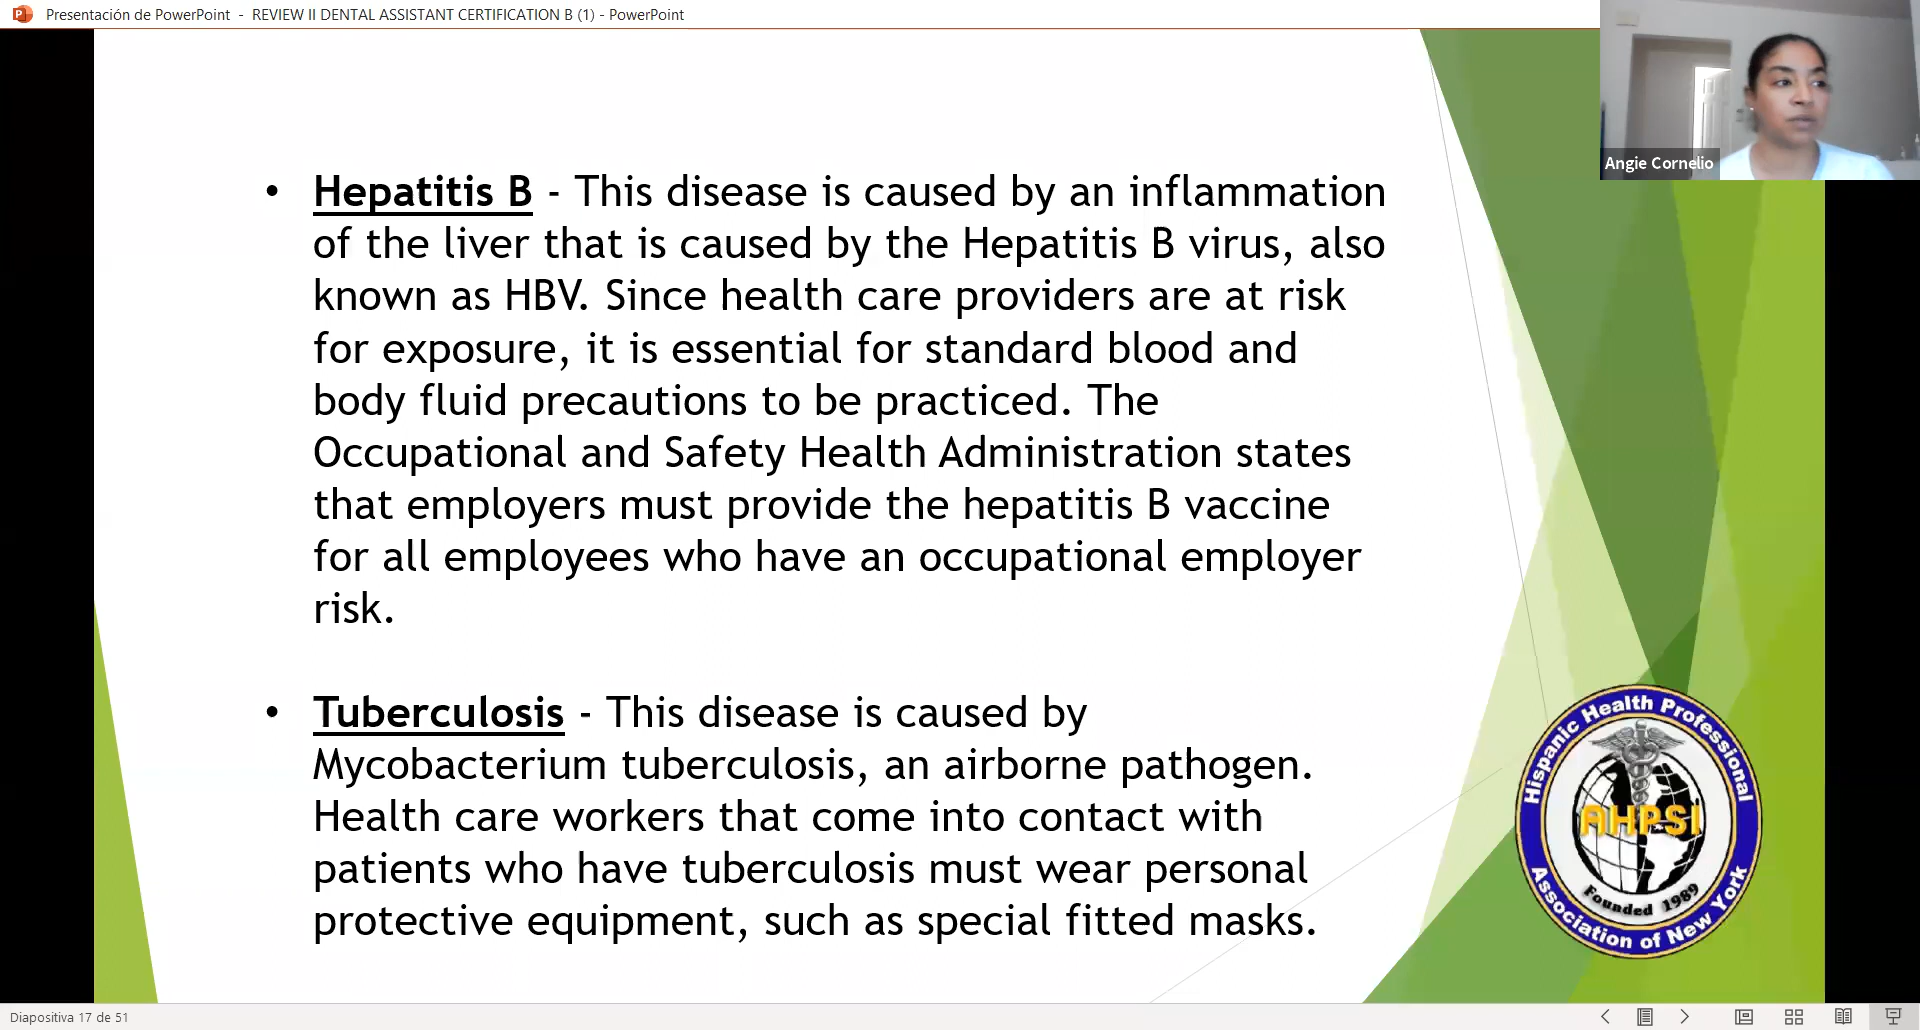 Presentación de PowerPoint - REVIEW II DENTAL ASSISTANT CERTIFICATION B (1) - PowerPoint
Angie Cornelio
• Hepatitis B - This disease is caused by an inflammation
of the liver that is caused by the Hepatitis B virus, also
known as HBV. Since health care providers are at risk
for exposure, it is essential for standard blood and
body fluid precautions to be practiced. The
Occupational and Safety Health Administration states
that employers must provide the hepatitis B vaccine
for all employees who have an occupational employer
risk.
• Tuberculosis - This disease is caused by
Mycobacterium tuberculosis, an airborne pathogen.
Health care workers that come into contact with
patients who have tuberculosis must wear personal
protective equipment, such as special fitted masks.
Hispanic Health Professional
AHPSI
Founded 1989
Association of New York
Diapositiva 17 de 51